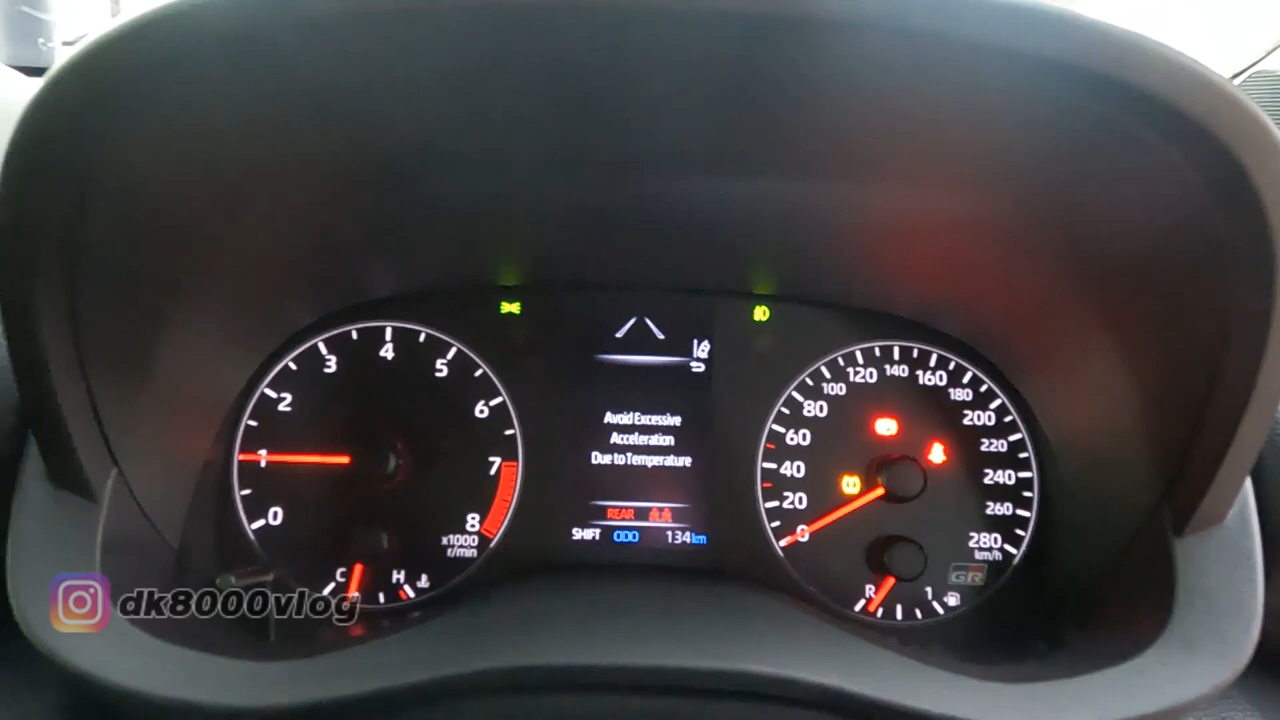 0
1
2
3
4
5
6
7
8
x1000
r/min
C
H
Avoid Excessive
Acceleration
Due to Temperature
REAR
SHIFT ODO 134km
0
20
40
60
80
100
120
140
160
180
200
220
240
260
280
km/h
GR
R
1
dk8000vlog